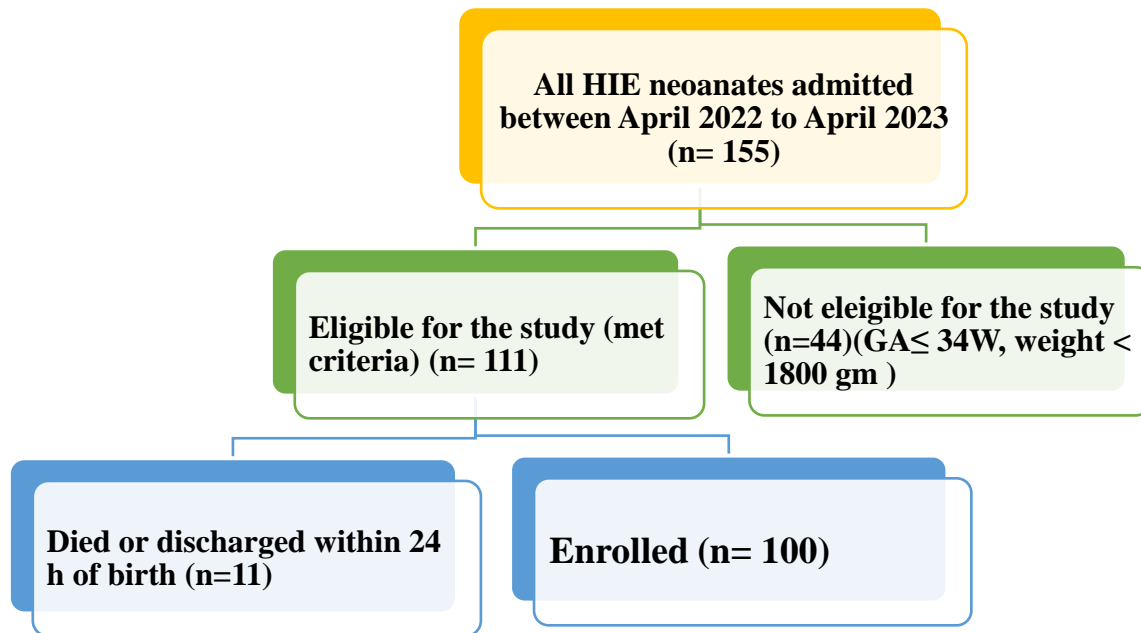 All HIE neoanates admitted
between April 2022 to April 2023
(n= 155)
Eligible for the study (met
criteria) (n= 111)
Not eleigible for the study
(n=44)(GA≤ 34W, weight <
1800 gm )
Died or discharged within 24
h of birth (n=11)
Enrolled (n= 100)